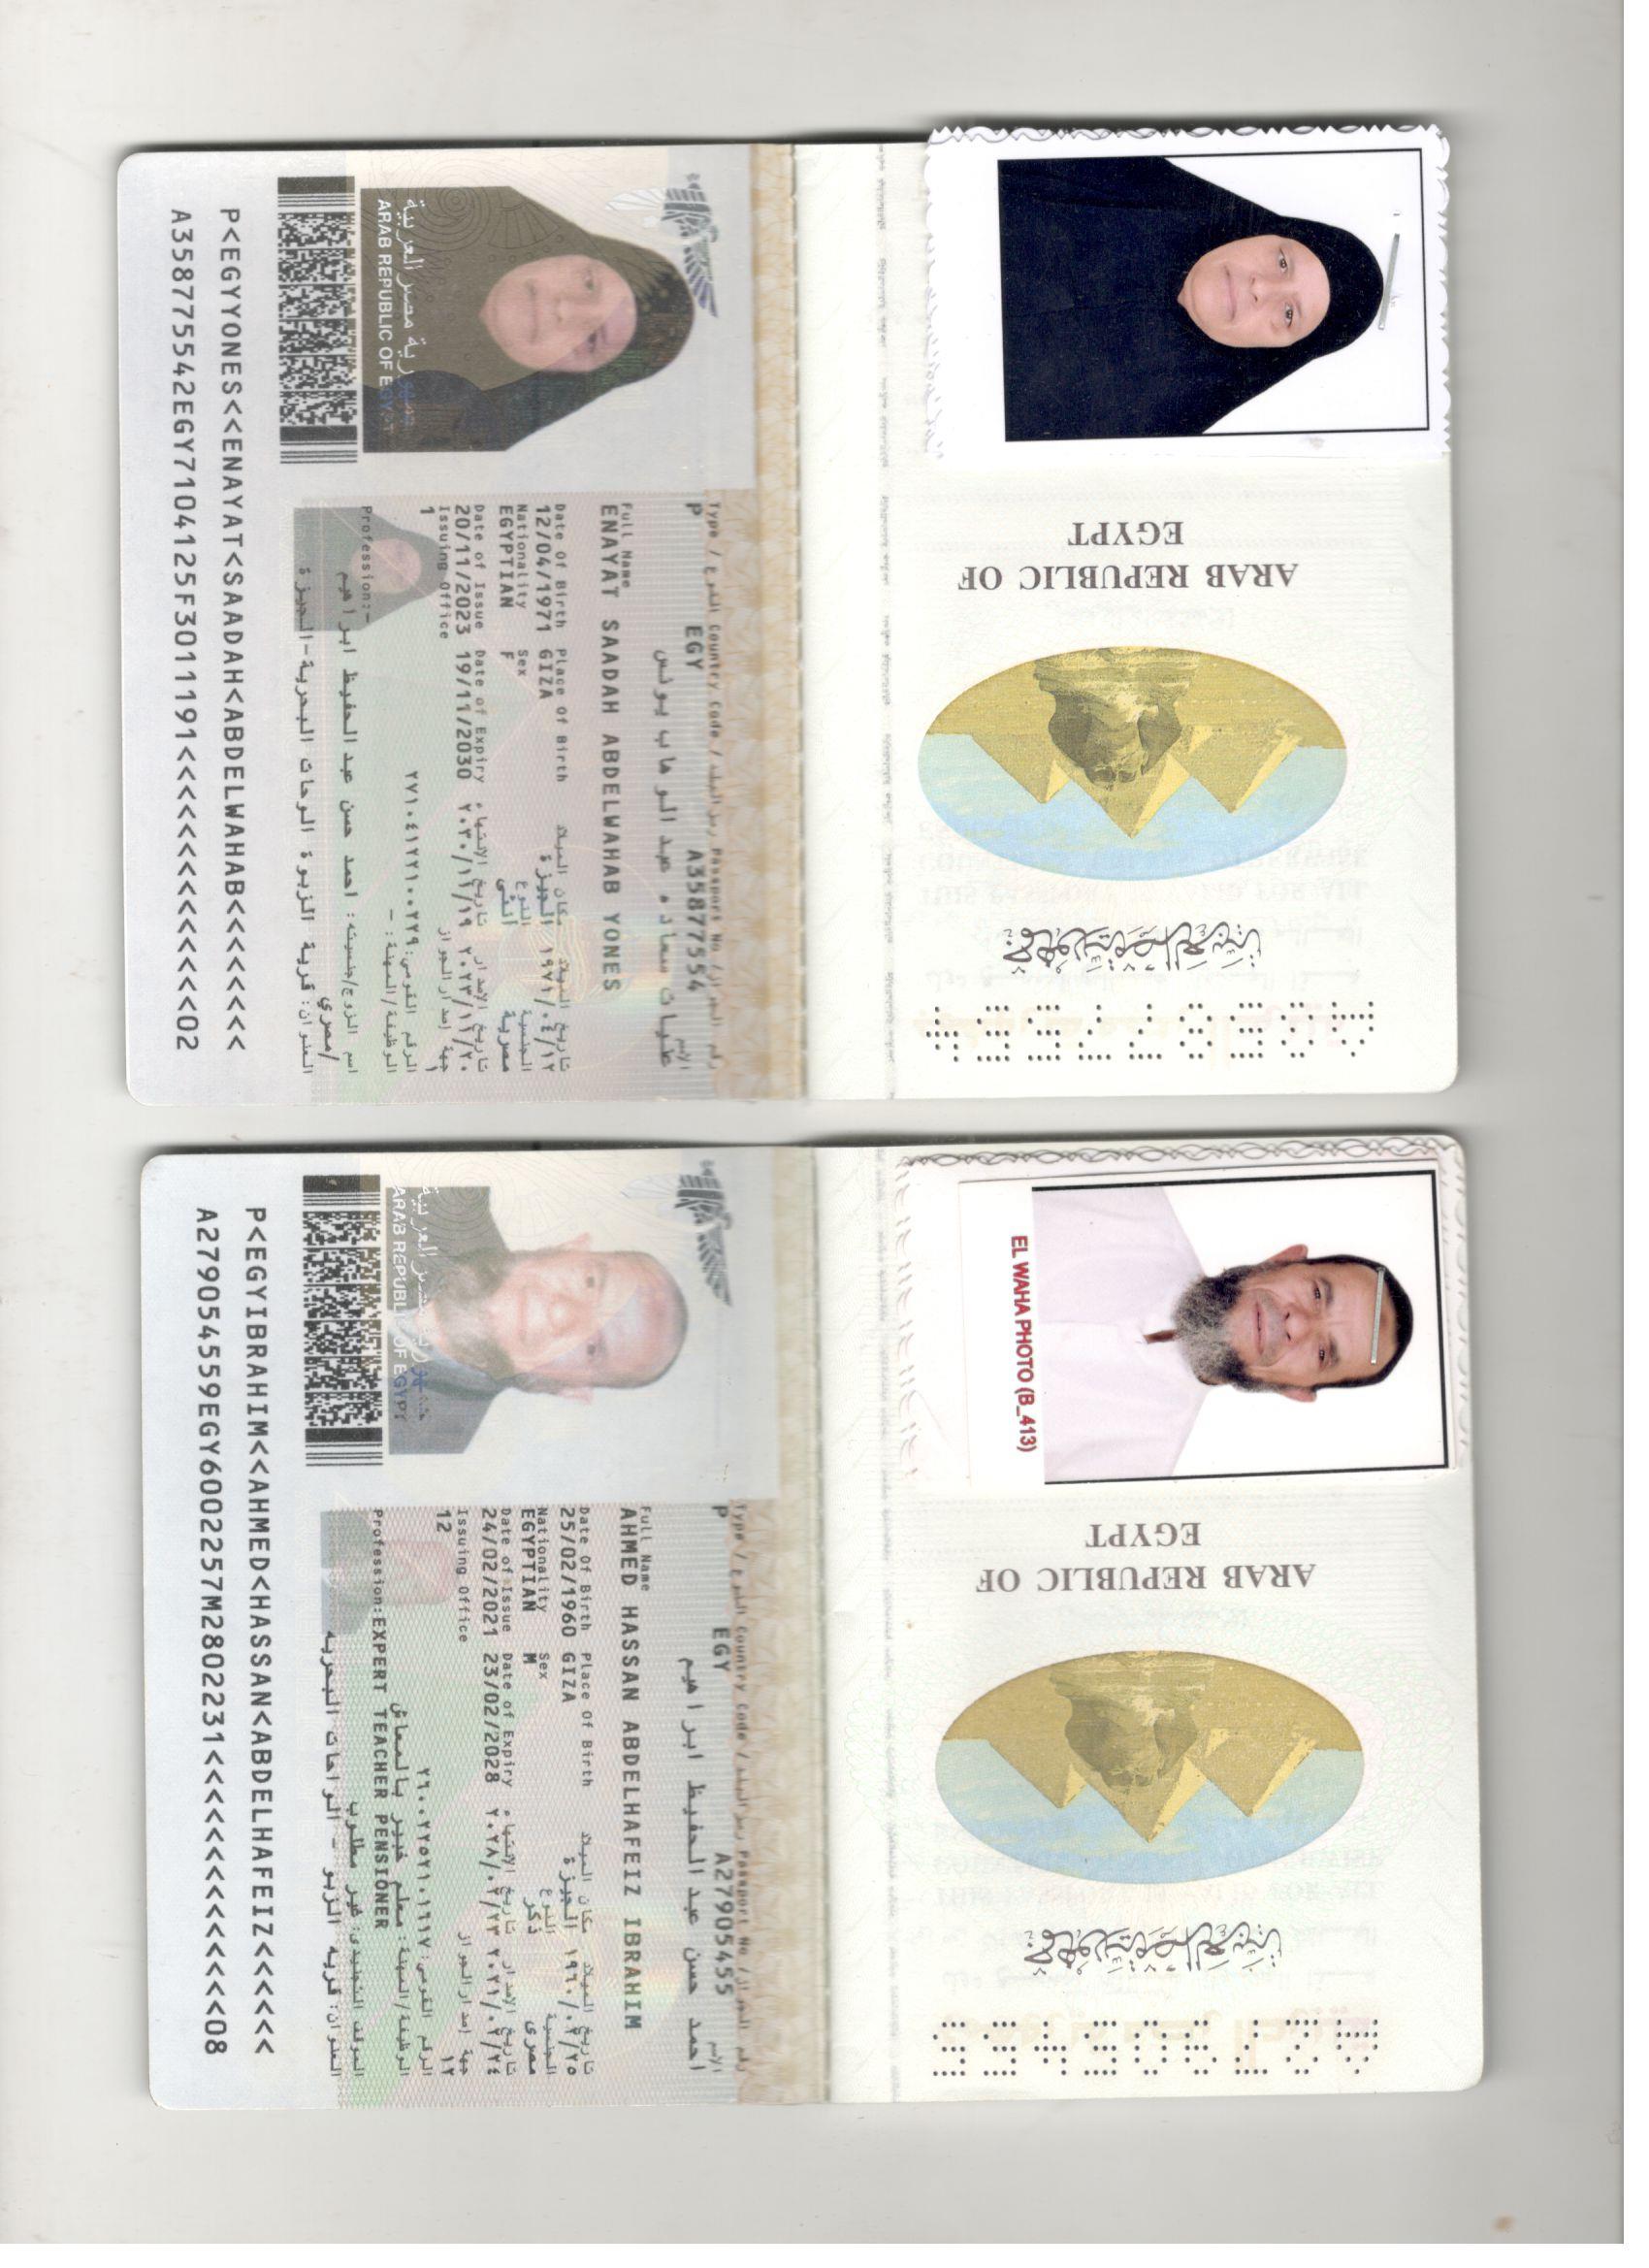 A35877554
جمهورية مصر العربية
ARAB REPUBLIC OF
EGYPT
Type / النوع Country Code / رمز البلد Passport No / رقم الجواز
P EGY A35877554
الإسم
عنيات سعاده عبد الوهاب يونس
Full Name
ENAYAT SAADAH ABDELWAHAB YONES
Date Of Birth Place Of Birth مكان الميلاد تاريخ الميلاد
12/04/1971 GIZA الجيزة ١٩٧١/٠٤/١٢
Nationality Sex النوع الجنسية
EGYPTIAN F أنثى مصرية
Date of Issue Date of Expiry تاريخ الإنتهاء تاريخ الإصدار
20/11/2023 19/11/2030 ٢٠٣٠/١١/١٩ ٢٠٢٣/١١/٢٠
Issuing Office جهة إصدار الجواز
1 ١
الرقم القومى: ٢٧١٠٤١٢٢١٠٠٢٢٩
الوظيفة/المهنة: -
Profession:-
اسم الزوج/جنسيته: احمد حسن عبد الحفيظ ابراهيم
/مصري
العنوان: قرية الزبوة الوحات البحرية-الجيزة
جمهورية مصر العربية
ARAB REPUBLIC OF EGYPT
P<EGYYONES<<ENAYAT<SAADAH<ABDELWAHAB<<<<<<<<
A358775542EGY7104125F3011191<<<<<<<<<<<<<<02
A27905455
جمهورية مصر العربية
ARAB REPUBLIC OF
EGYPT
EL WAHA PHOTO (B_413)
Type / النوع Country Code / رمز البلد Passport No / رقم الجواز
P EGY A27905455
الإسم
احمد حسن عبد الحفيظ ابراهيم
Full Name
AHMED HASSAN ABDELHAFEIZ IBRAHIM
Date Of Birth Place Of Birth مكان الميلاد تاريخ الميلاد
25/02/1960 GIZA الجيزة ١٩٦٠/٠٢/٢٥
Nationality Sex النوع الجنسية
EGYPTIAN M ذكر مصرى
Date of Issue Date of Expiry تاريخ الإنتهاء تاريخ الإصدار
24/02/2021 23/02/2028 ٢٠٢٨/٠٢/٢٣ ٢٠٢١/٠٢/٢٤
Issuing Office جهة إصدار الجواز
12 ١٢
الرقم القومى: ٢٦٠٠٢٢٥٢١٠١٦١٧
الوظيفة/المهنة: معلم خبير بالمعاش
Profession:EXPERT TEACHER PENSIONER
الموقف التجنيدى: غير مطلوب
العنوان: قريه الزبو - الواحات البحريه
جمهورية مصر العربية
ARAB REPUBLIC OF EGYPT
P<EGYIBRAHIM<<AHMED<HASSAN<ABDELHAFEIZ<<<<<<
A279054559EGY6002257M2802231<<<<<<<<<<<<<<08